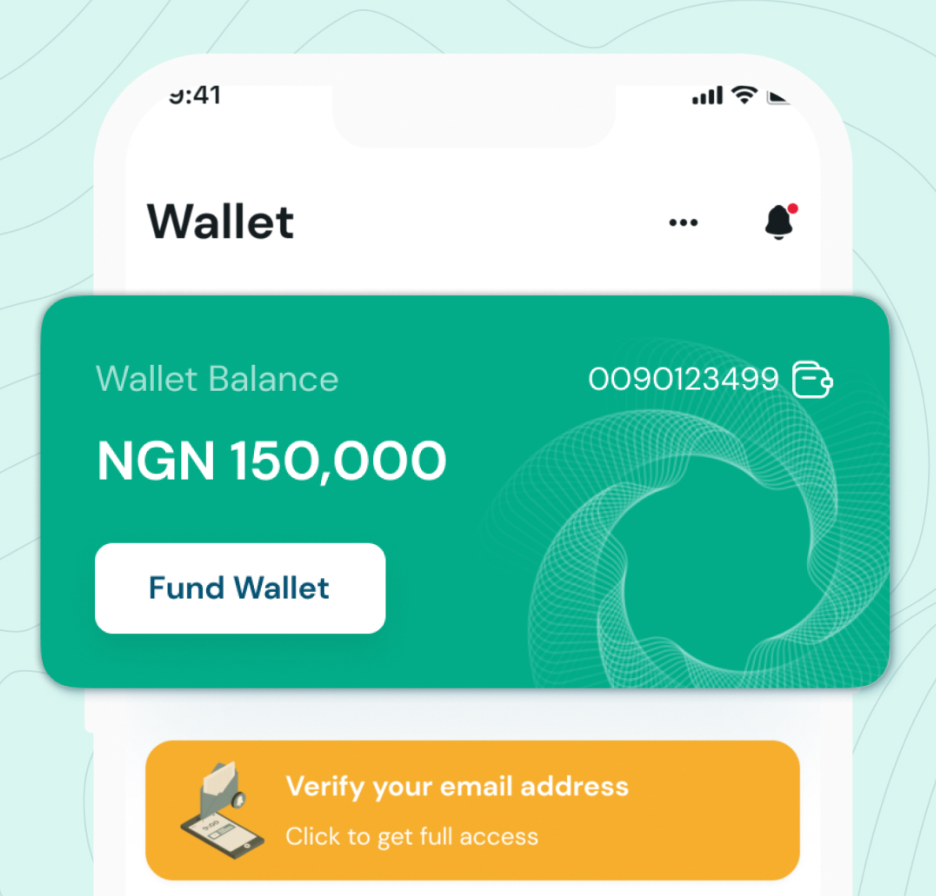 9:41
Wallet
Wallet Balance
0090123499
NGN 150,000
Fund Wallet
Verify your email address
Click to get full access